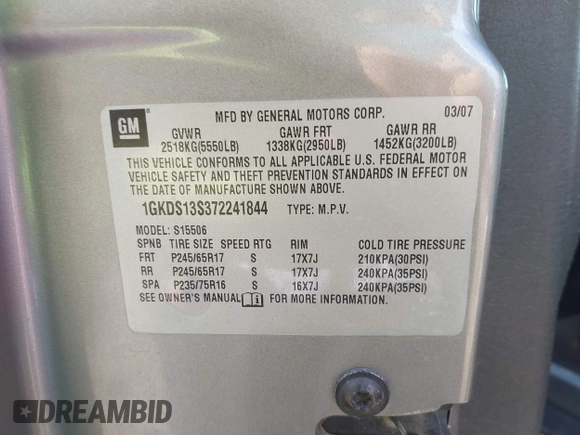 MFD BY GENERAL MOTORS CORP. 03/07
GM
GVWR GAWR FRT GAWR RR
2518KG(5550LB) 1338KG(2950LB) 1452KG(3200LB)
THIS VEHICLE CONFORMS TO ALL APPLICABLE U.S. FEDERAL MOTOR
VEHICLE SAFETY AND THEFT PREVENTION STANDARDS IN EFFECT ON
THE DATE OF MANUFACTURE SHOWN ABOVE.
1GKDS13S372241844 TYPE: M.P.V.
MODEL: S15506
SPNB TIRE SIZE SPEED RTG RIM COLD TIRE PRESSURE
FRT P245/65R17 S 17X7J 210KPA(30PSI)
RR P245/65R17 S 17X7J 240KPA(35PSI)
SPA P235/75R16 S 16X7J 240KPA(35PSI)
SEE OWNER'S MANUAL FOR MORE INFORMATION.
DREAMBID